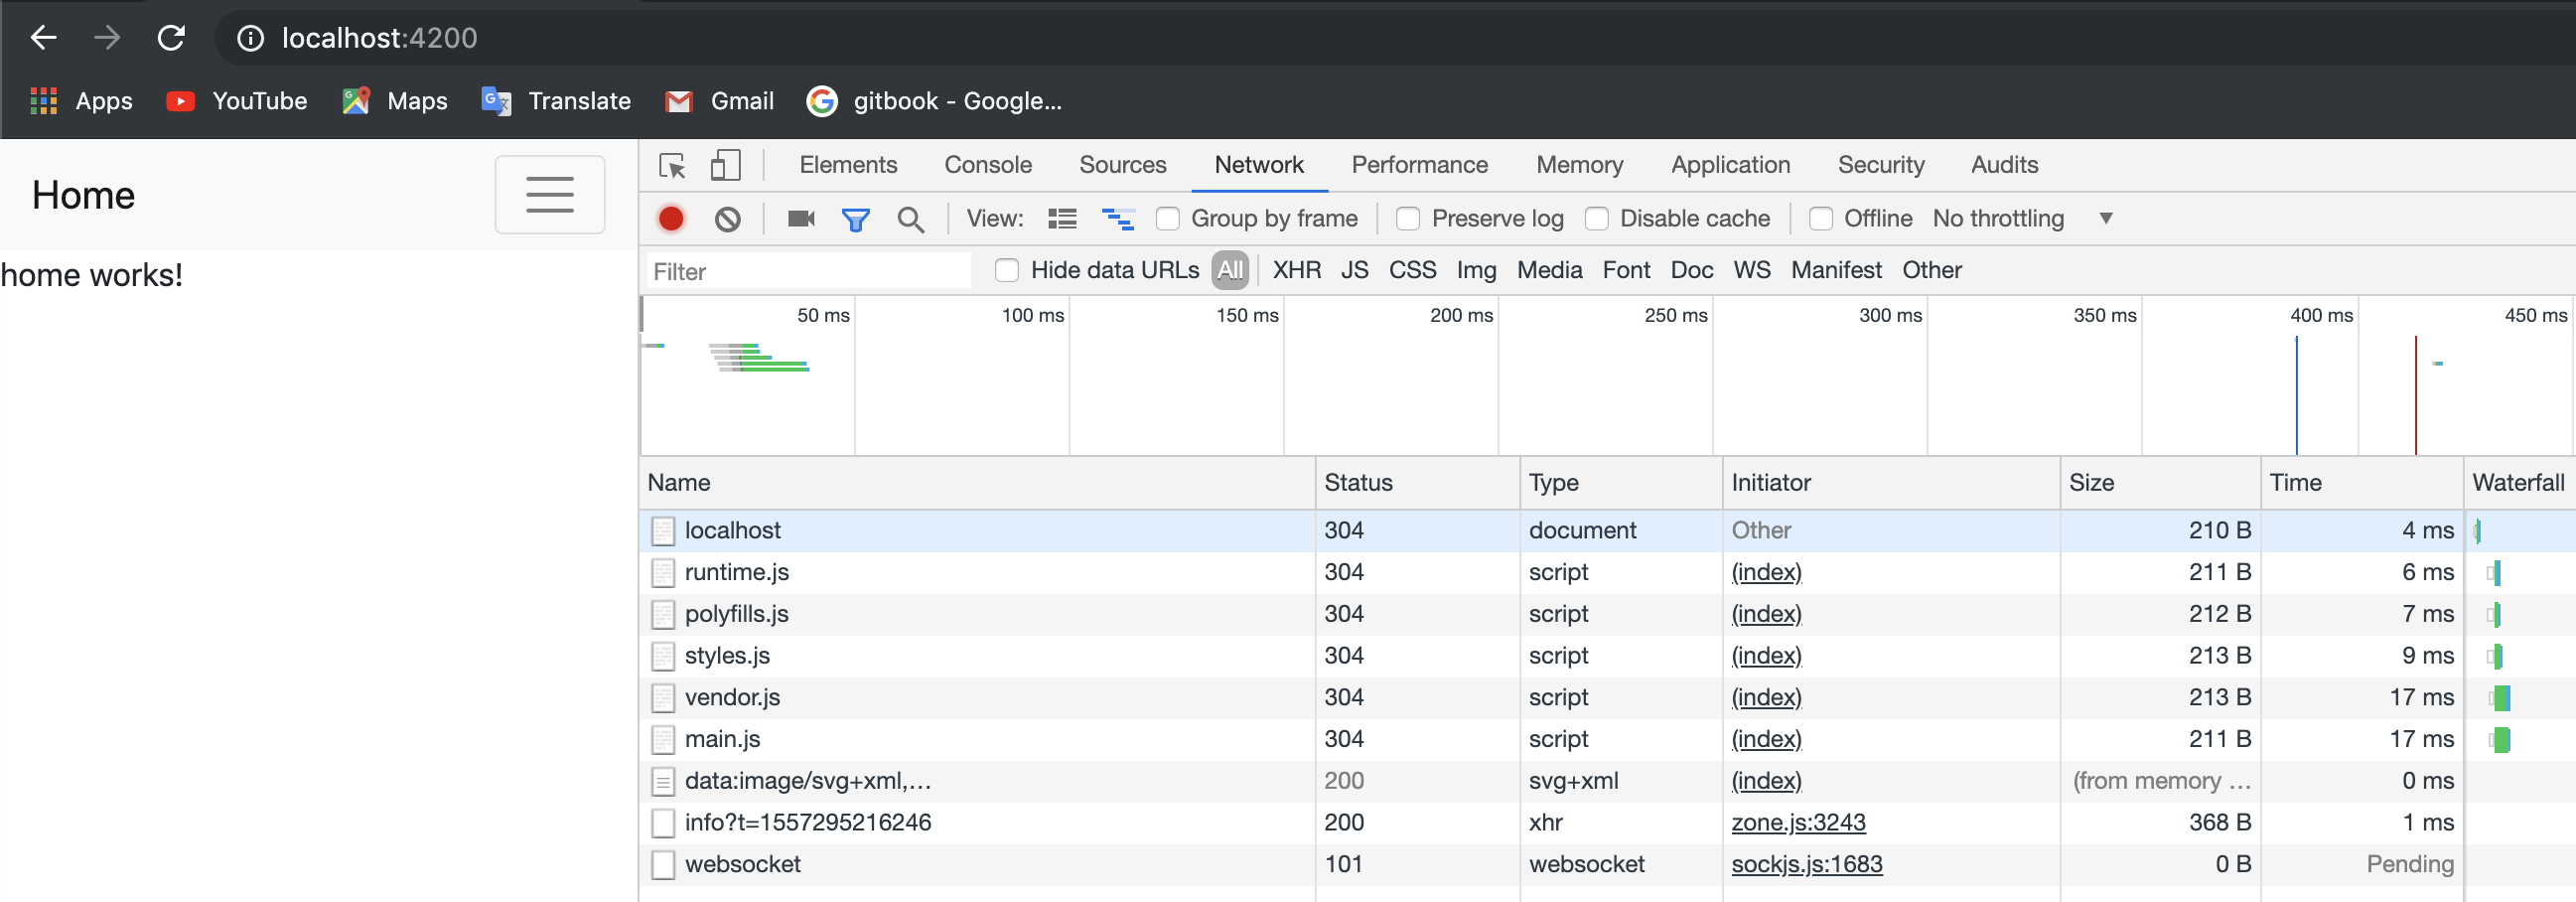 localhost:4200
Apps YouTube Maps Translate Gmail gitbook - Google...
Home
home works!
Elements Console Sources Network Performance Memory Application Security Audits
View: Group by frame Preserve log Disable cache Offline No throttling
Filter Hide data URLs All XHR JS CSS Img Media Font Doc WS Manifest Other
50 ms 100 ms 150 ms 200 ms 250 ms 300 ms 350 ms 400 ms 450 ms
Name Status Type Initiator Size Time Waterfall
localhost 304 document Other 210 B 4 ms
runtime.js 304 script (index) 211 B 6 ms
polyfills.js 304 script (index) 212 B 7 ms
styles.js 304 script (index) 213 B 9 ms
vendor.js 304 script (index) 213 B 17 ms
main.js 304 script (index) 211 B 17 ms
data:image/svg+xml,... 200 svg+xml (index) (from memory ... 0 ms
info?t=1557295216246 200 xhr zone.js:3243 368 B 1 ms
websocket 101 websocket sockjs.js:1683 0 B Pending